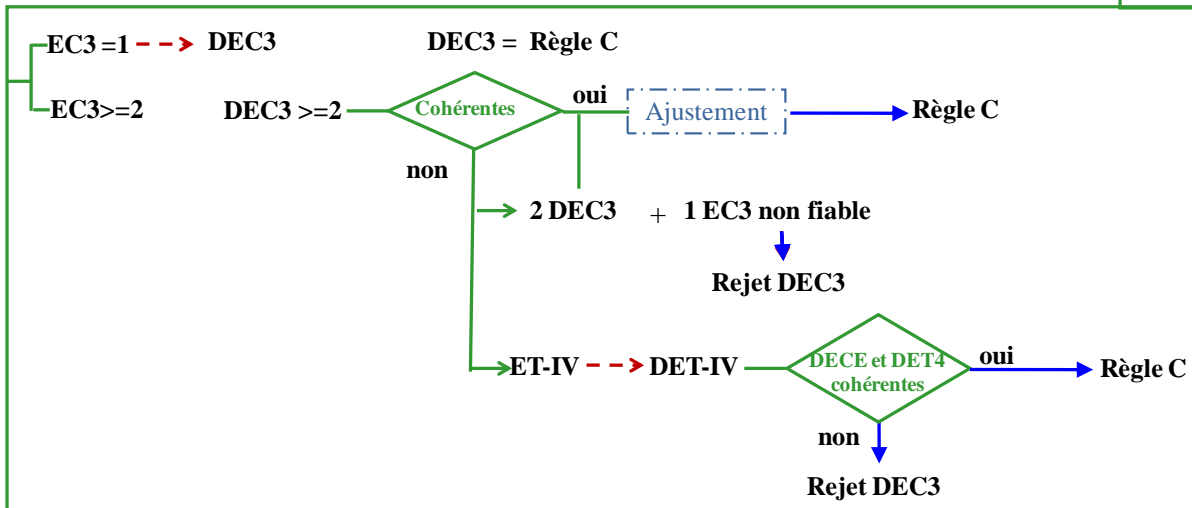 EC3 =1
DEC3
DEC3 = Règle C
EC3>=2
DEC3 >=2
Cohérentes
oui
Ajustement
Règle C
non
2 DEC3 + 1 EC3 non fiable
Rejet DEC3
ET-IV
DET-IV
DECE et DET4
cohérentes
oui
Règle C
non
Rejet DEC3